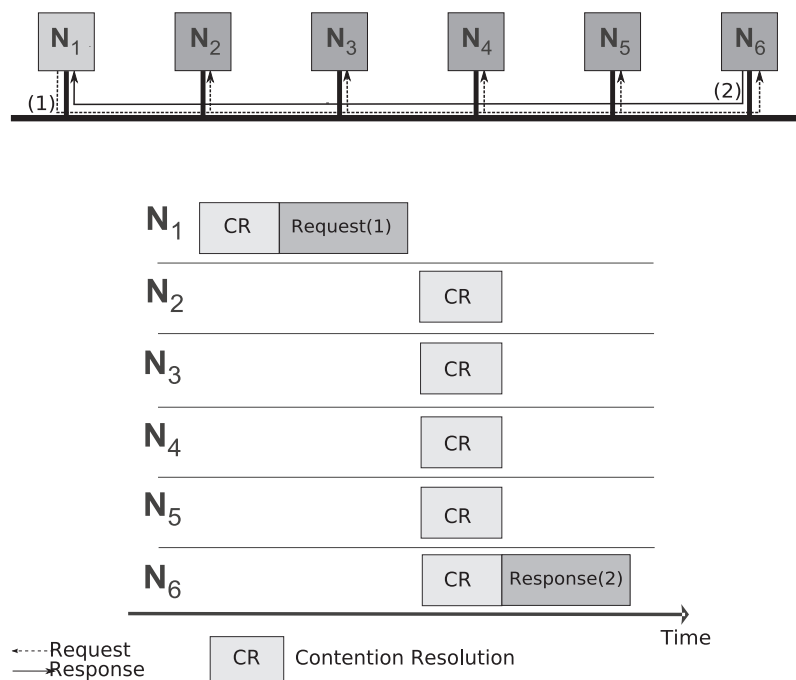 N1 N2 N3 N4 N5 N6
(1) (2)
N1 CR Request(1)
N2 CR
N3 CR
N4 CR
N5 CR
N6 CR Response(2)
Time
Request
Response
CR Contention Resolution